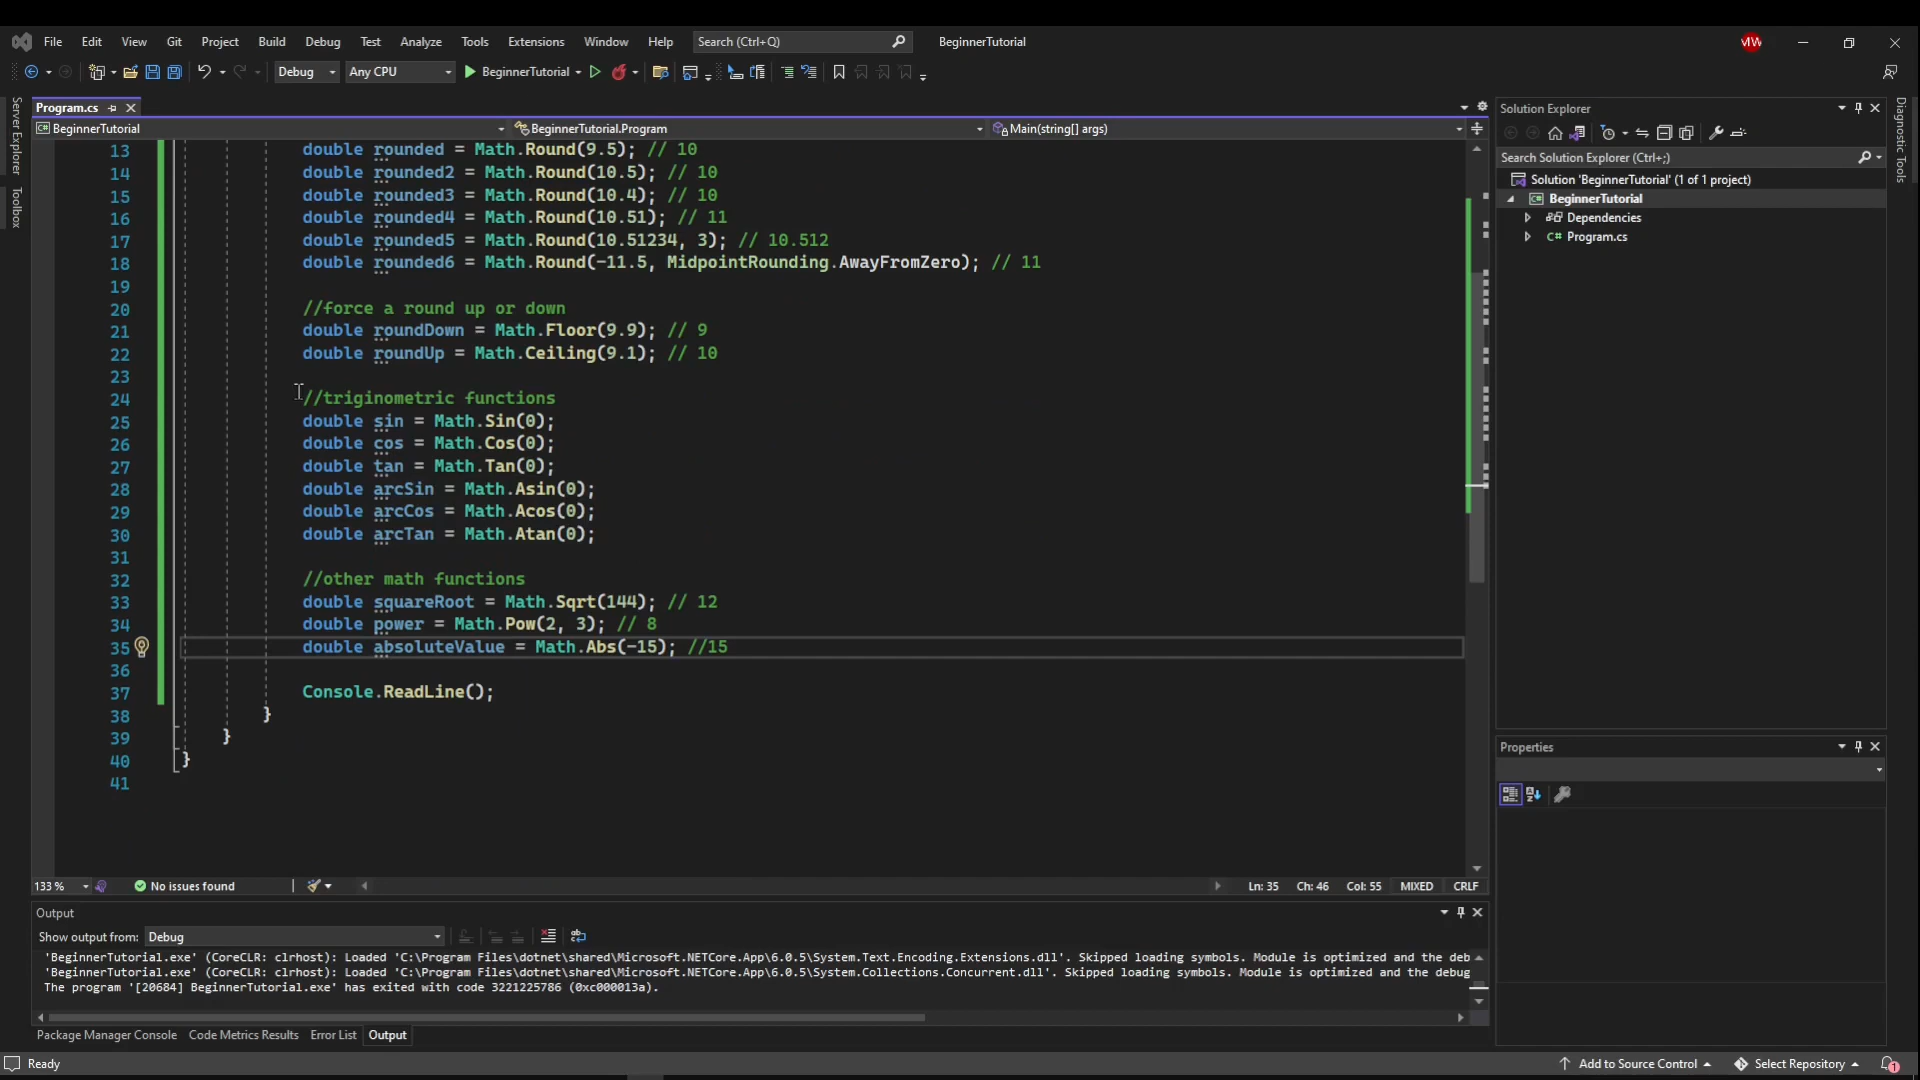 File Edit View Git Project Build Debug Test Analyze Tools Extensions Window Help Search (Ctrl+Q) BeginnerTutorial MW
Debug Any CPU BeginnerTutorial
Server Explorer
Toolbox
Program.cs
BeginnerTutorial BeginnerTutorial.Program Main(string[] args)
13 double rounded = Math.Round(9.5); // 10
14 double rounded2 = Math.Round(10.5); // 10
15 double rounded3 = Math.Round(10.4); // 10
16 double rounded4 = Math.Round(10.51); // 11
17 double rounded5 = Math.Round(10.51234, 3); // 10.512
18 double rounded6 = Math.Round(-11.5, MidpointRounding.AwayFromZero); // 11
19
20 //force a round up or down
21 double roundDown = Math.Floor(9.9); // 9
22 double roundUp = Math.Ceiling(9.1); // 10
23
24 //triginometric functions
25 double sin = Math.Sin(0);
26 double cos = Math.Cos(0);
27 double tan = Math.Tan(0);
28 double arcSin = Math.Asin(0);
29 double arcCos = Math.Acos(0);
30 double arcTan = Math.Atan(0);
31
32 //other math functions
33 double squareRoot = Math.Sqrt(144); // 12
34 double power = Math.Pow(2, 3); // 8
35 double absoluteValue = Math.Abs(-15); //15
36
37 Console.ReadLine();
38 }
39 }
40 }
41
133 % No issues found Ln: 35 Ch: 46 Col: 55 MIXED CRLF
Output
Show output from: Debug
'BeginnerTutorial.exe' (CoreCLR: clrhost): Loaded 'C:\Program Files\dotnet\shared\Microsoft.NETCore.App\6.0.5\System.Text.Encoding.Extensions.dll'. Skipped loading symbols. Module is optimized and the deb
'BeginnerTutorial.exe' (CoreCLR: clrhost): Loaded 'C:\Program Files\dotnet\shared\Microsoft.NETCore.App\6.0.5\System.Collections.Concurrent.dll'. Skipped loading symbols. Module is optimized and the debug
The program '[20684] BeginnerTutorial.exe' has exited with code 3221225786 (0xc000013a).
Package Manager Console Code Metrics Results Error List Output
Solution Explorer
Search Solution Explorer (Ctrl+;)
Solution 'BeginnerTutorial' (1 of 1 project)
BeginnerTutorial
Dependencies
C# Program.cs
Properties
Diagnostic Tools
Ready Add to Source Control Select Repository 1